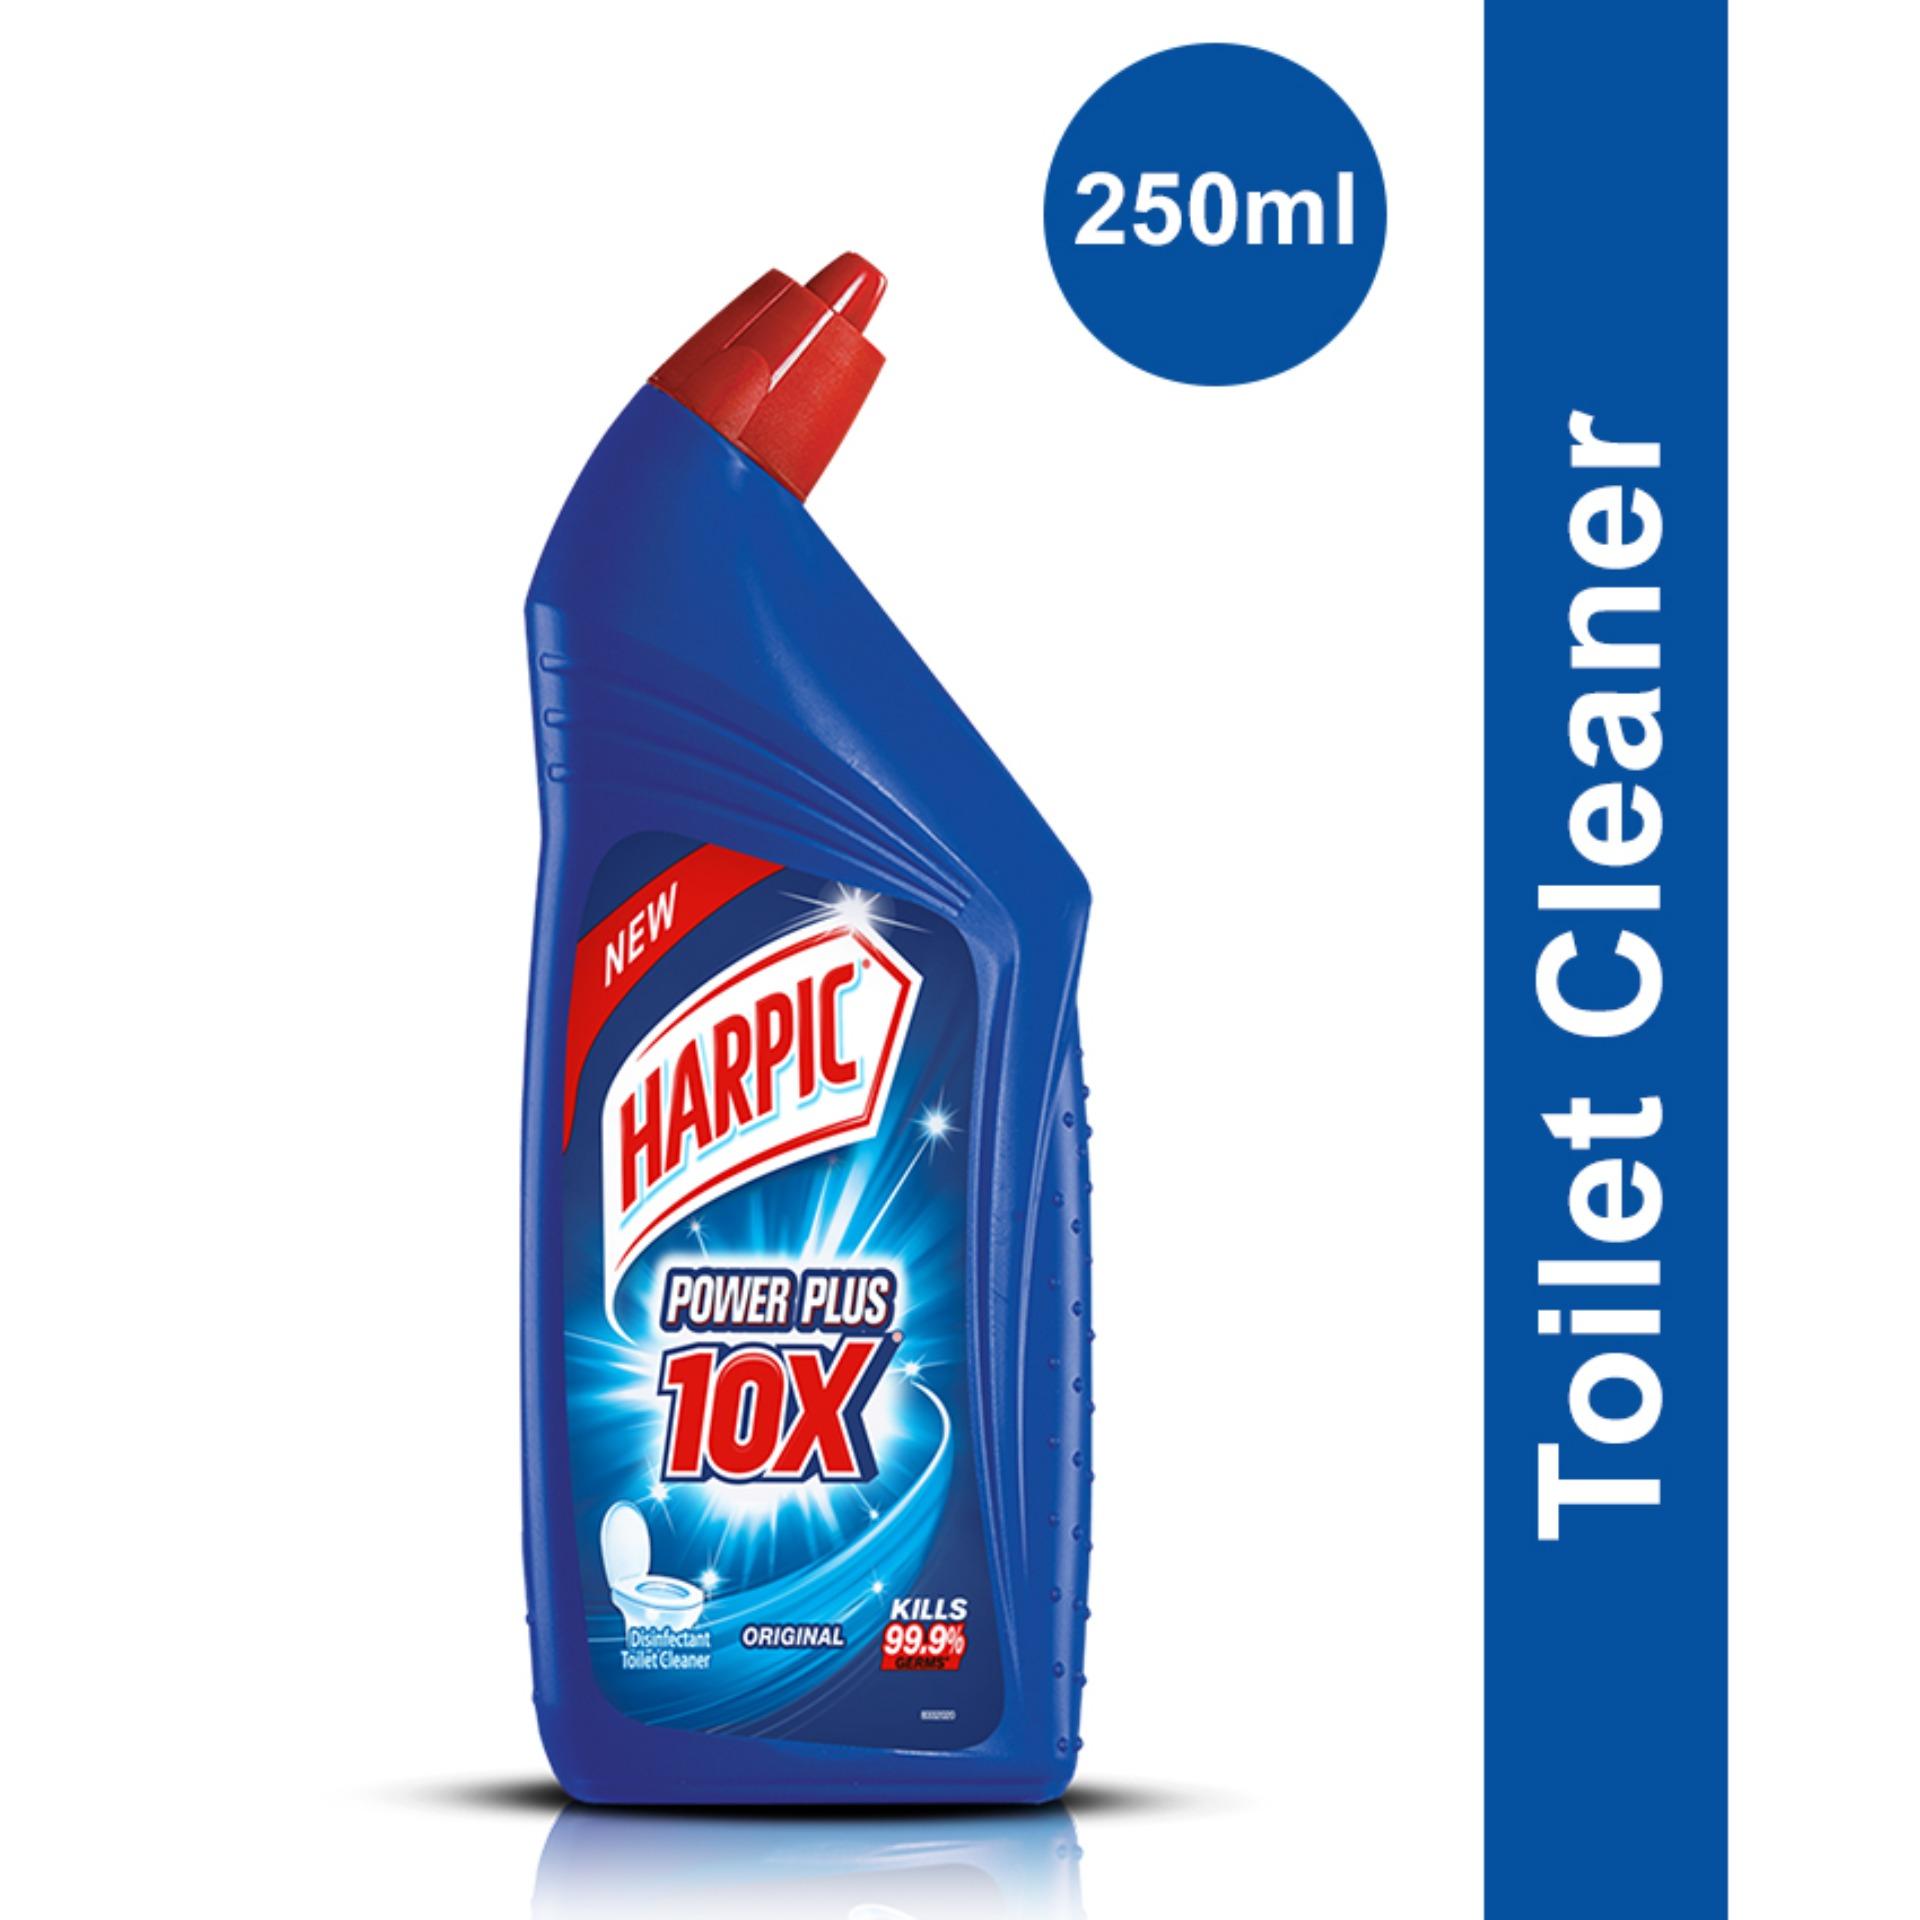 250ml
Toilet Cleaner
NEW
HARPIC
POWER PLUS
10X
Disinfectant
Toilet Cleaner
ORIGINAL
KILLS
99.9%
GERMS*